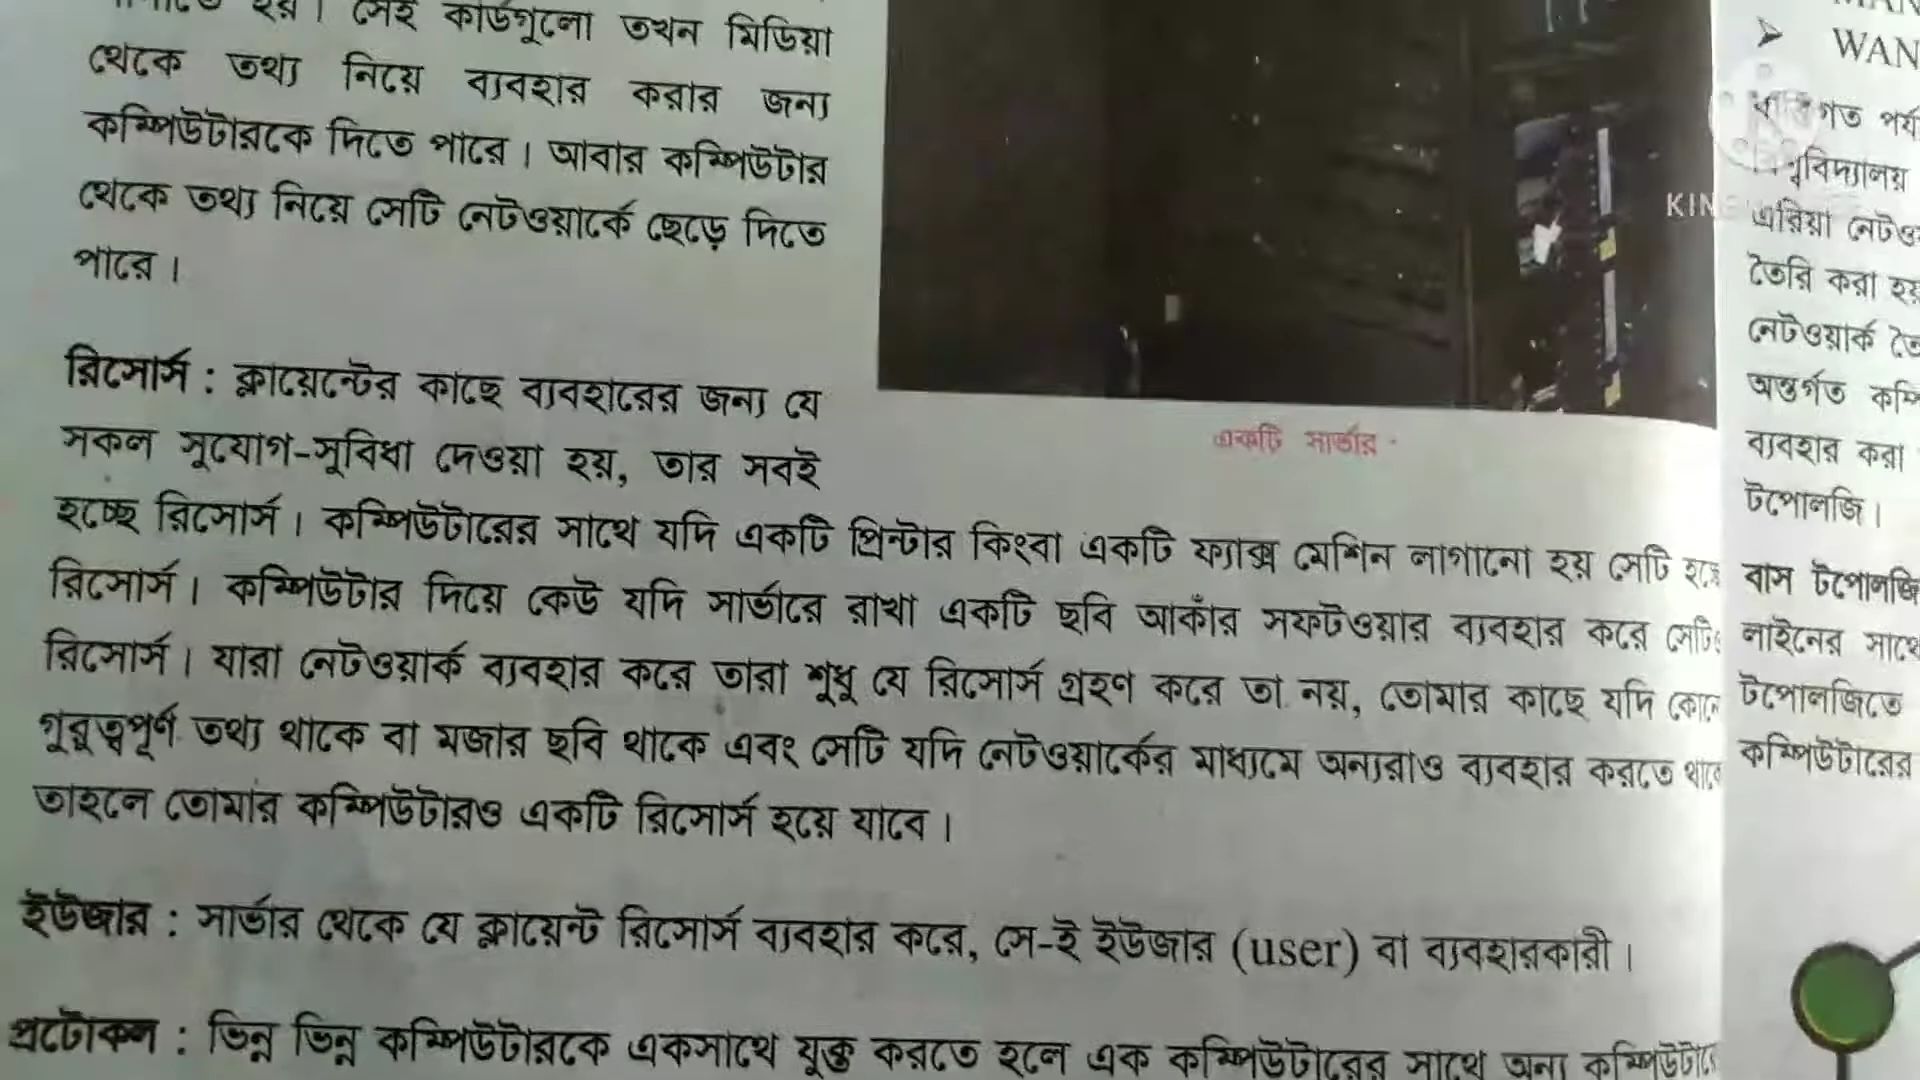 হয়। সেই কার্ডগুলো তখন মিডিয়া
থেকে তথ্য নিয়ে ব্যবহার করার জন্য
কম্পিউটারকে দিতে পারে। আবার কম্পিউটার
থেকে তথ্য নিয়ে সেটি নেটওয়ার্কে ছেড়ে দিতে
পারে।
একটি সার্ভার
রিসোর্স : ক্লায়েন্টের কাছে ব্যবহারের জন্য যে
সকল সুযোগ-সুবিধা দেওয়া হয়, তার সবই
হচ্ছে রিসোর্স। কম্পিউটারের সাথে যদি একটি প্রিন্টার কিংবা একটি ফ্যাক্স মেশিন লাগানো হয় সেটি
রিসোর্স। কম্পিউটার দিয়ে কেউ যদি সার্ভারে রাখা একটি ছবি আকাঁর সফটওয়ার ব্যবহার করে
রিসোর্স। যারা নেটওয়ার্ক ব্যবহার করে তারা শুধু যে রিসোর্স গ্রহণ করে তা নয়, তোমার কাছে যদি
গুরুত্বপূর্ণ তথ্য থাকে বা মজার ছবি থাকে এবং সেটি যদি নেটওয়ার্কের মাধ্যমে অন্যরাও ব্যবহার করতে
তাহলে তোমার কম্পিউটারও একটি রিসোর্স হয়ে যাবে।
ইউজার : সার্ভার থেকে যে ক্লায়েন্ট রিসোর্স ব্যবহার করে, সে-ই ইউজার (user) বা ব্যবহারকারী।
প্রটোকল : ভিন্ন ভিন্ন কম্পিউটারকে একসাথে যুক্ত করতে হলে এক কম্পিউটারের সাথে অন্য
WAN
এরিয়া
তৈরি করা
নেটওয়ার্ক
অন্তর্গত
ব্যবহার করা
টপোলজি।
বাস টপোলজি
লাইনের সাথে
টপোলজিতে
কম্পিউটারের